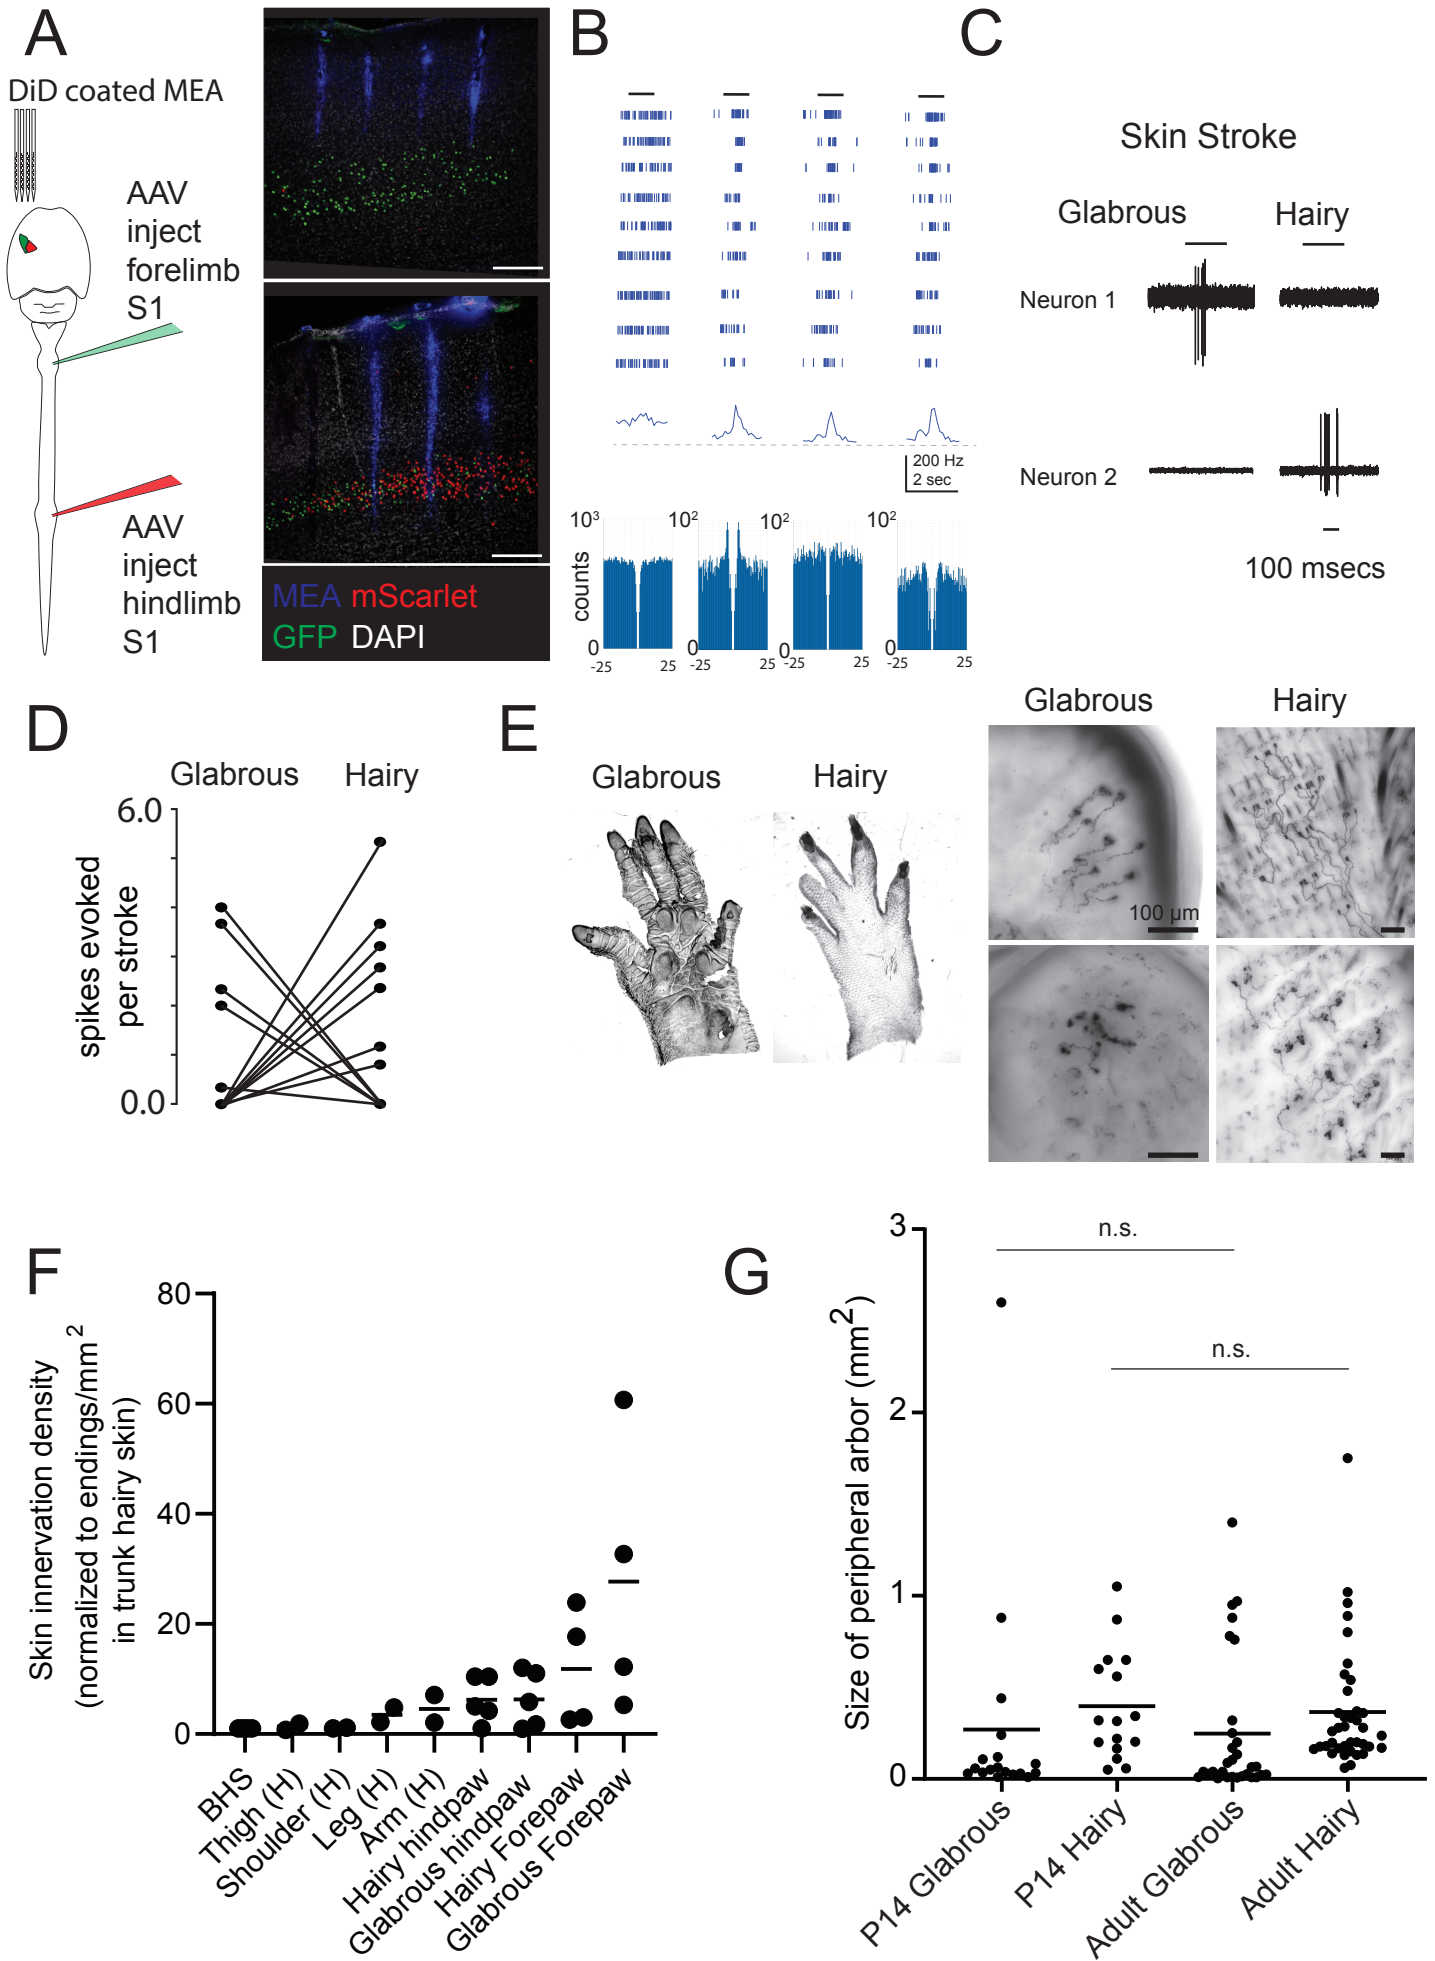 A
DiD coated MEA
AAV
inject
forelimb
S1
AAV
inject
hindlimb
S1
MEA mScarlet
GFP DAPI
B
200 Hz
2 sec
counts
10³ 10² 10² 10²
0 0 0 0
-25 25 -25 25 -25 25 -25 25
C
Skin Stroke
Glabrous Hairy
Neuron 1
Neuron 2
100 msecs
D
Glabrous Hairy
spikes evoked
per stroke
6.0
0.0
E
Glabrous Hairy
Glabrous Hairy
100 µm
F
Skin innervation density
(normalized to endings/mm²
in trunk hairy skin)
80
60
40
20
0
BHS
Thigh (H)
Shoulder (H)
Leg (H)
Arm (H)
Hairy hindpaw
Glabrous hindpaw
Hairy Forepaw
Glabrous Forepaw
G
Size of peripheral arbor (mm²)
3
2
1
0
n.s.
n.s.
P14 Glabrous
P14 Hairy
Adult Glabrous
Adult Hairy